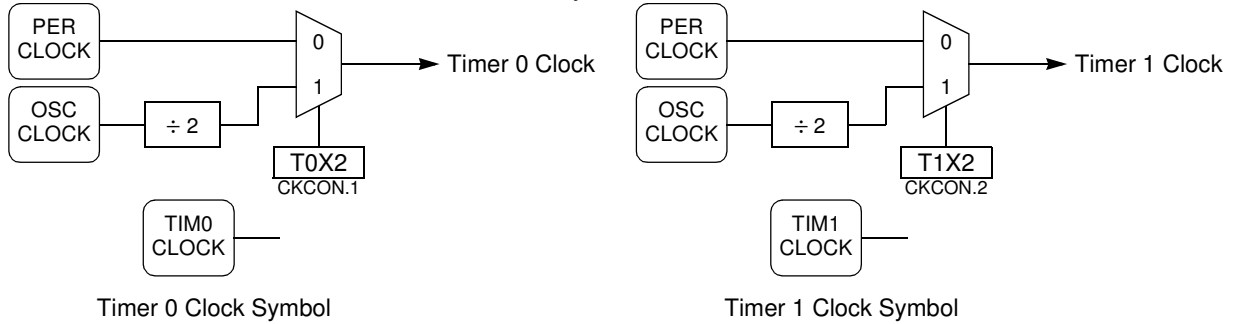 PER
CLOCK
0
Timer 0 Clock
1
OSC
CLOCK
÷ 2
T0X2
CKCON.1
TIM0
CLOCK
Timer 0 Clock Symbol
PER
CLOCK
0
Timer 1 Clock
1
OSC
CLOCK
÷ 2
T1X2
CKCON.2
TIM1
CLOCK
Timer 1 Clock Symbol